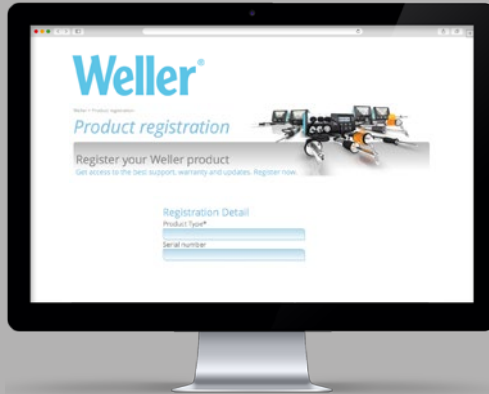 Weller®
Weller > Product registration
Product registration
Register your Weller product
Get access to the best support, warranty and updates. Register now.
Registration Detail
Product Type*
Serial number